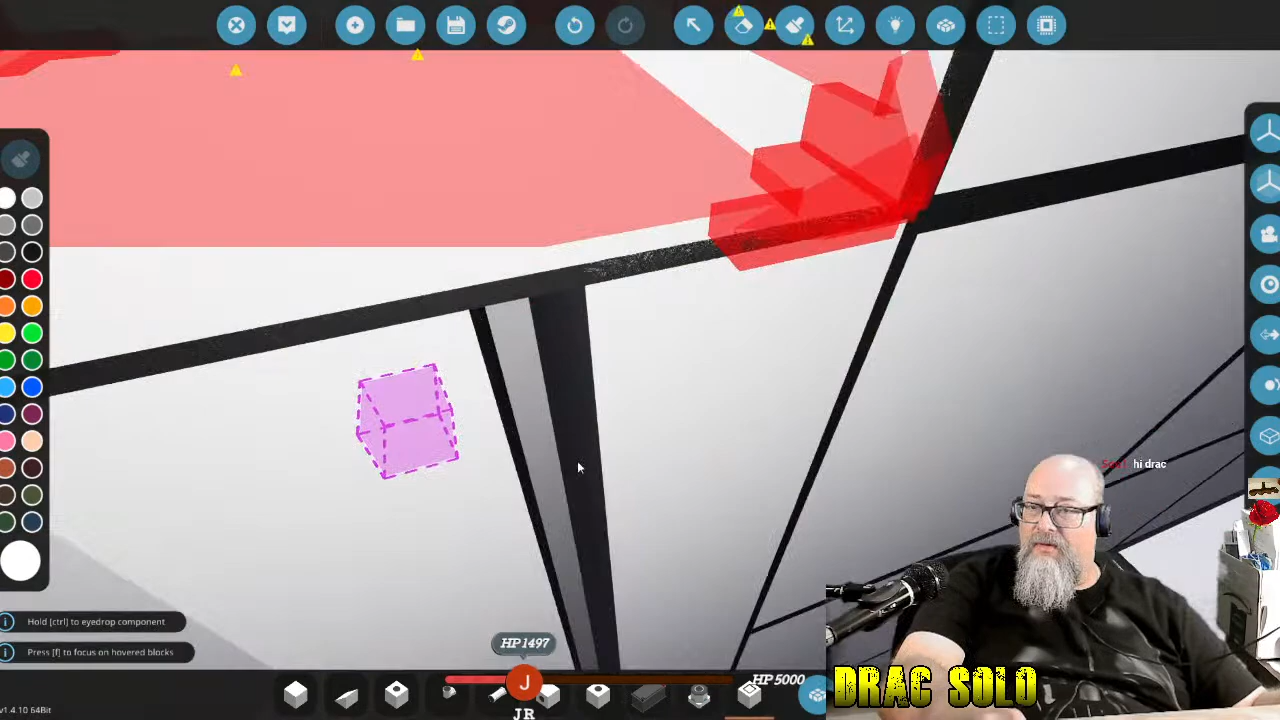 hi drac
Hold [ctrl] to eyedrop component
Press [f] to focus on hovered blocks
HP 1497
HP 5000
J
JR
v1.4.10 64Bit
DRAC SOLO